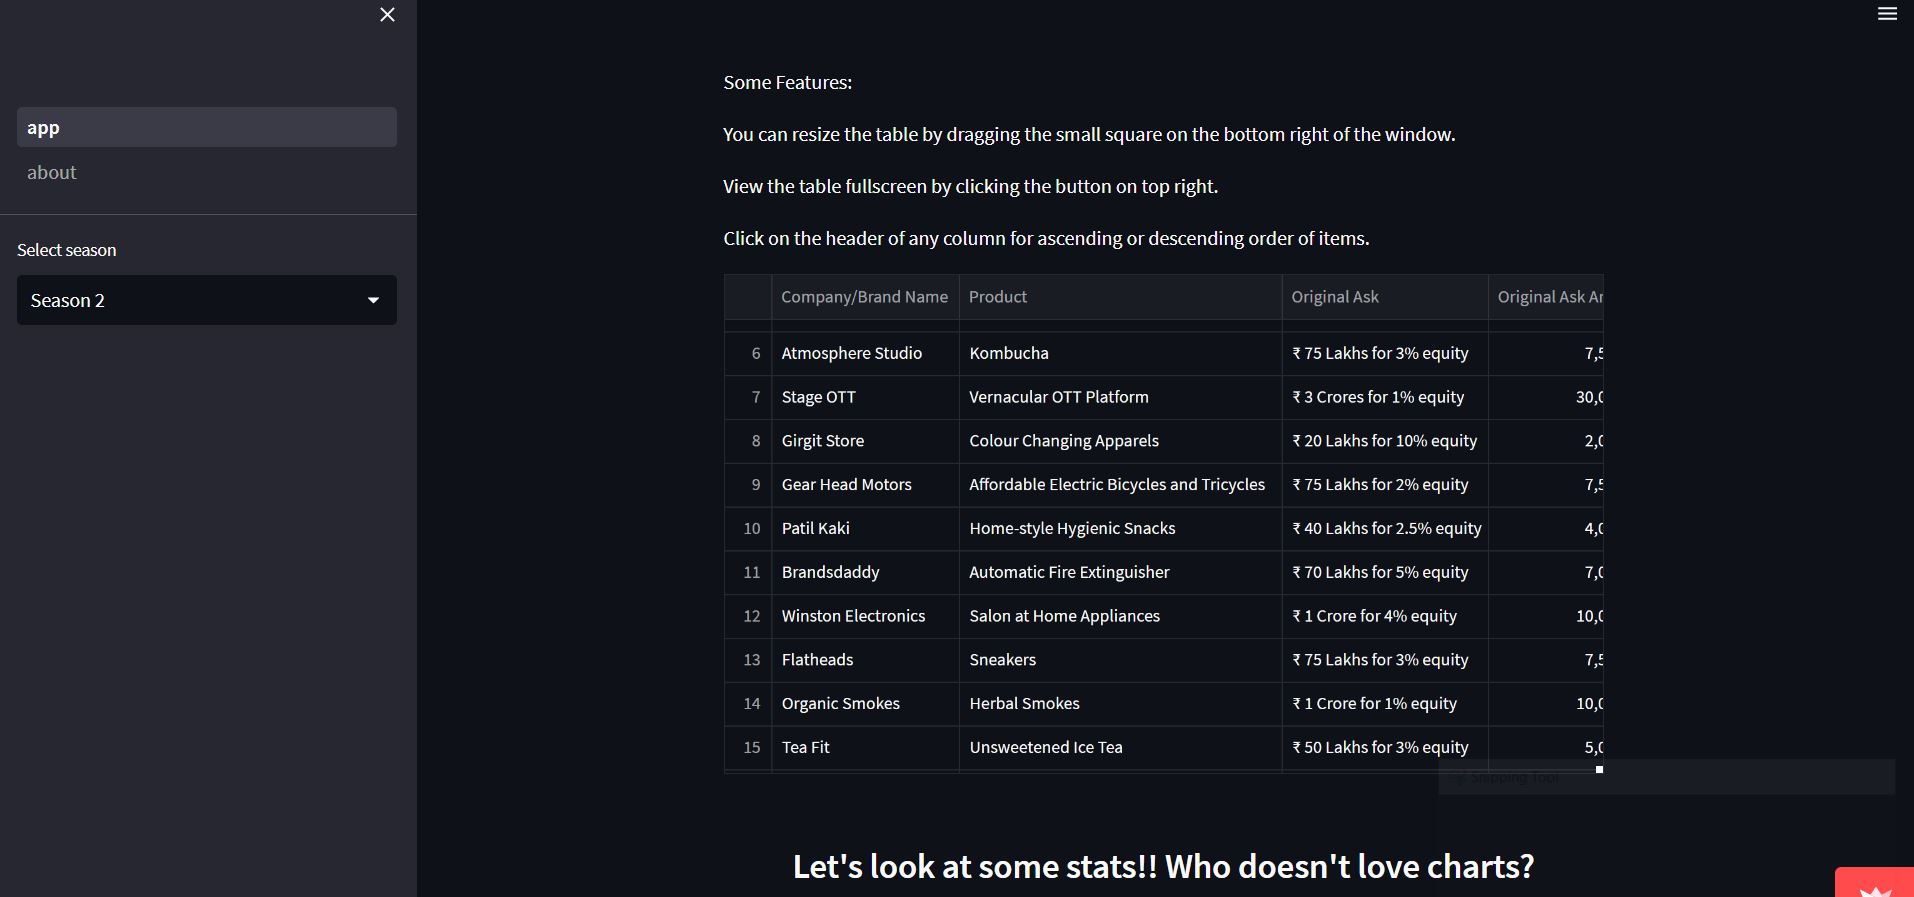 app
about
Select season
Season 2
Some Features:
You can resize the table by dragging the small square on the bottom right of the window.
View the table fullscreen by clicking the button on top right.
Click on the header of any column for ascending or descending order of items.
Company/Brand Name Product Original Ask Original Ask Ar
6 Atmosphere Studio Kombucha ₹ 75 Lakhs for 3% equity 7,5
7 Stage OTT Vernacular OTT Platform ₹ 3 Crores for 1% equity 30,0
8 Girgit Store Colour Changing Apparels ₹ 20 Lakhs for 10% equity 2,0
9 Gear Head Motors Affordable Electric Bicycles and Tricycles ₹ 75 Lakhs for 2% equity 7,5
10 Patil Kaki Home-style Hygienic Snacks ₹ 40 Lakhs for 2.5% equity 4,0
11 Brandsdaddy Automatic Fire Extinguisher ₹ 70 Lakhs for 5% equity 7,0
12 Winston Electronics Salon at Home Appliances ₹ 1 Crore for 4% equity 10,0
13 Flatheads Sneakers ₹ 75 Lakhs for 3% equity 7,5
14 Organic Smokes Herbal Smokes ₹ 1 Crore for 1% equity 10,0
15 Tea Fit Unsweetened Ice Tea ₹ 50 Lakhs for 3% equity 5,0
Snipping Tool
Let's look at some stats!! Who doesn't love charts?